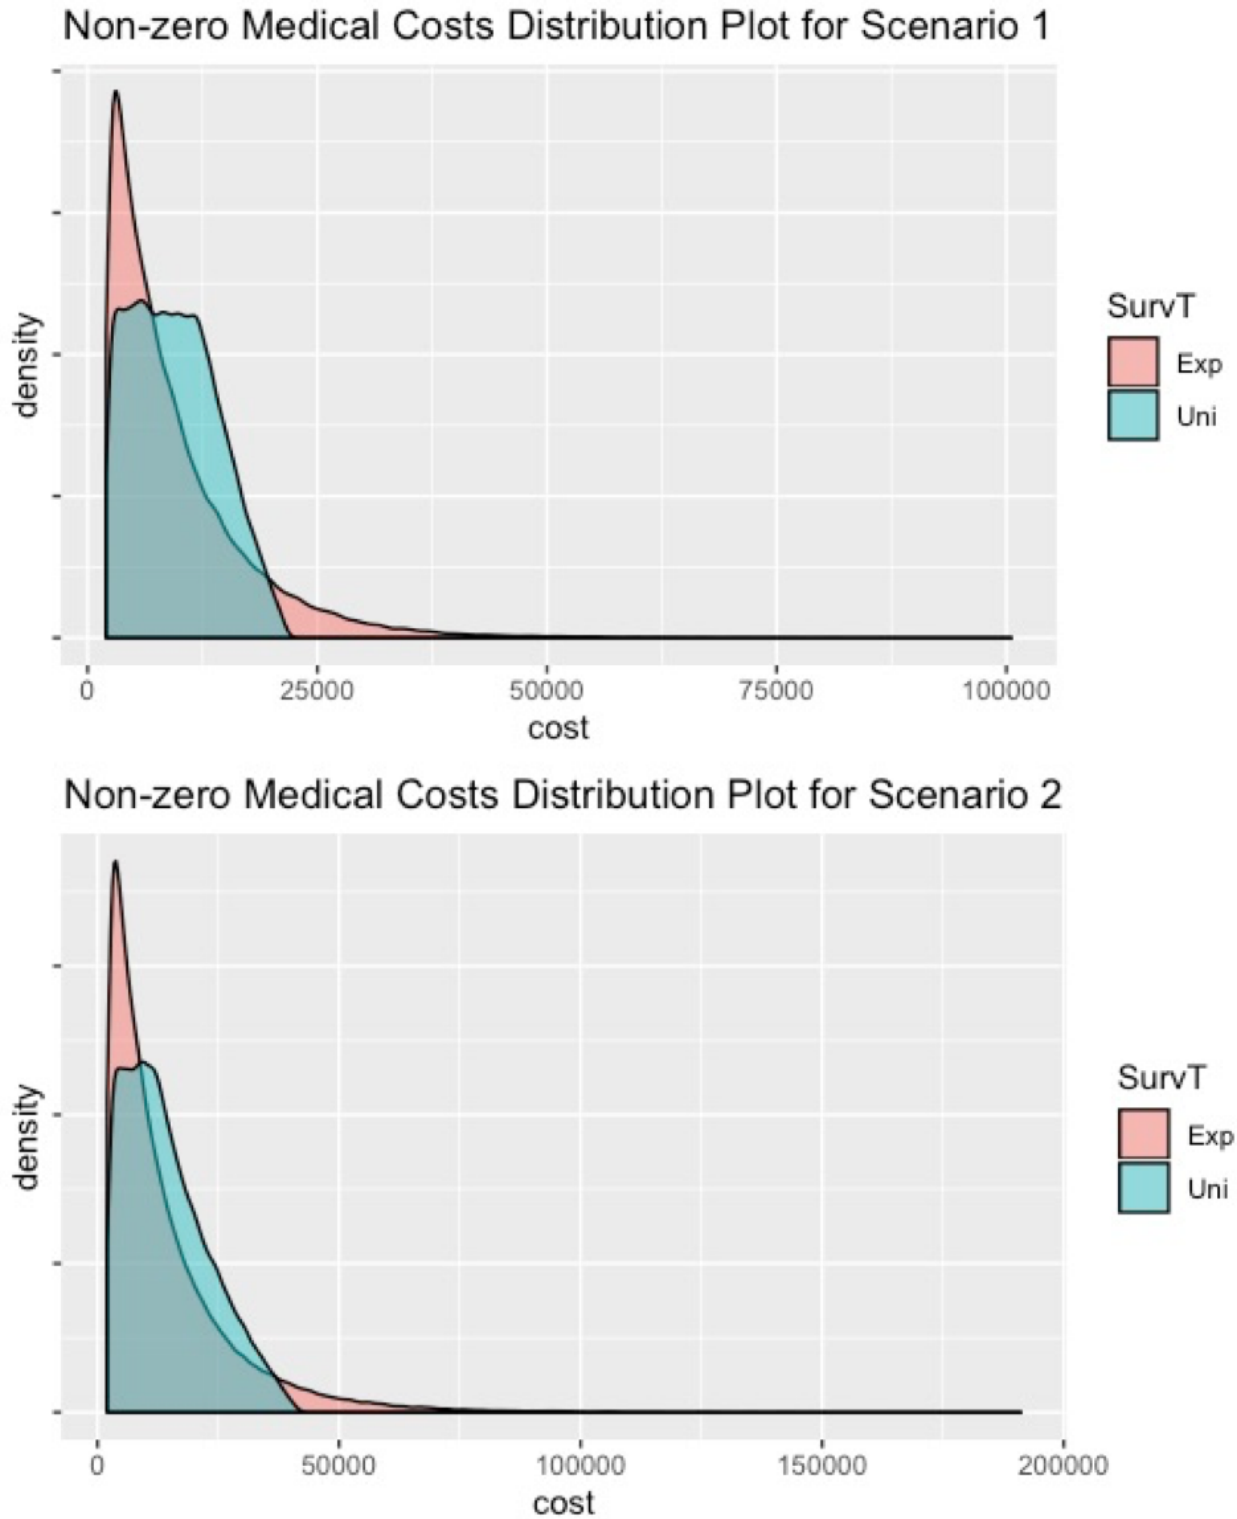 Non-zero Medical Costs Distribution Plot for Scenario 1
density
SurvT
Exp
Uni
0 25000 50000 75000 100000
cost
Non-zero Medical Costs Distribution Plot for Scenario 2
density
SurvT
Exp
Uni
0 50000 100000 150000 200000
cost